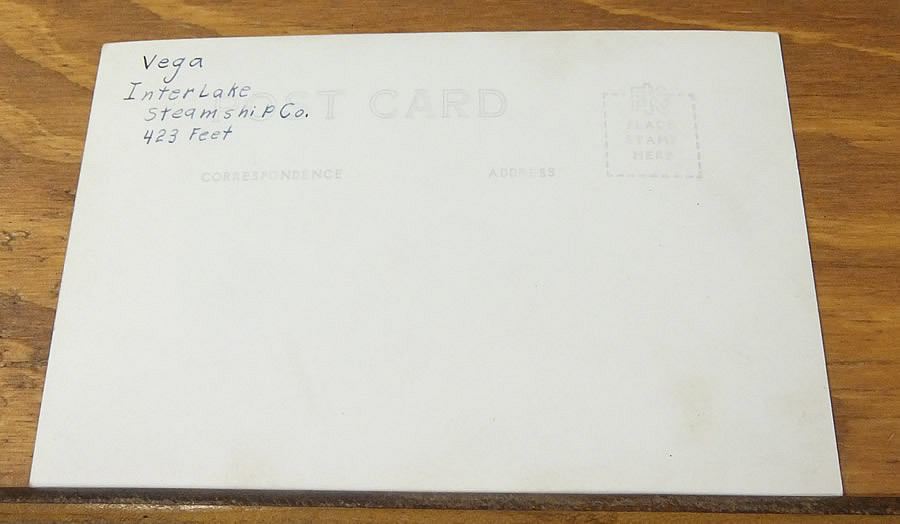 Vega
InterLake
SteamshiP Co.
423 Feet
POST CARD
PLACE
STAMP
HERE
CORRESPONDENCE
ADDRESS